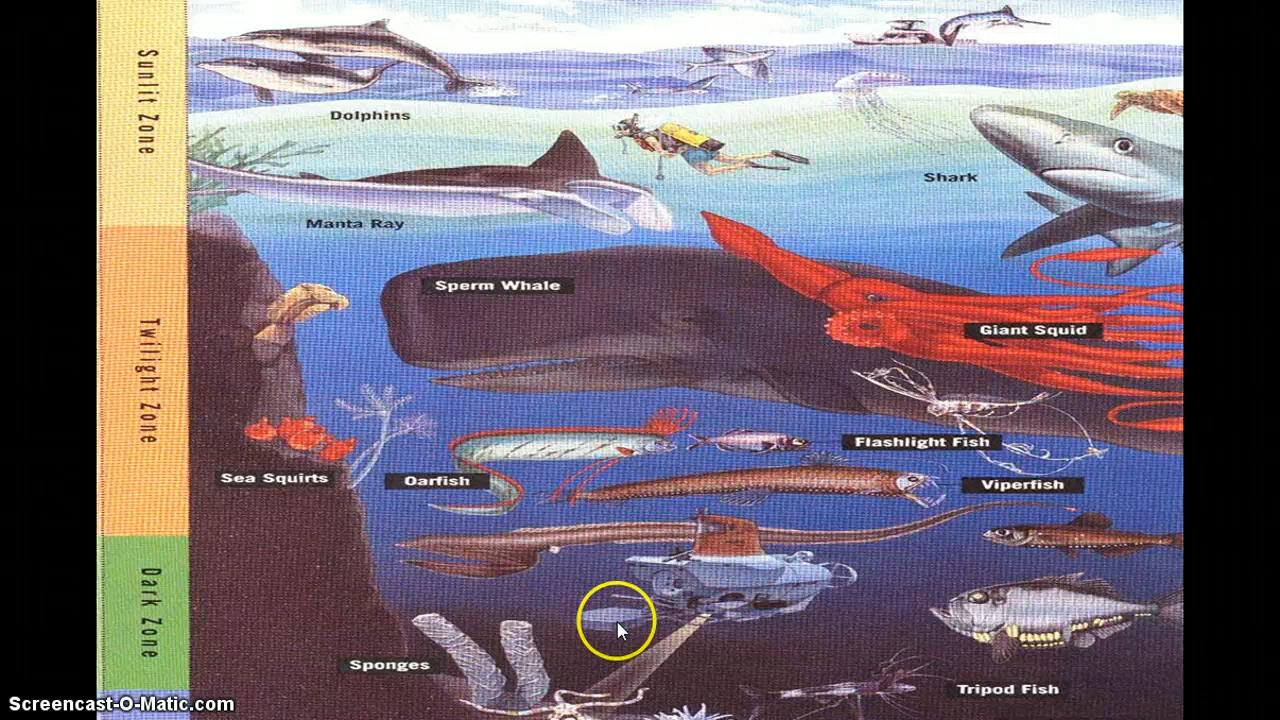 Sunlit Zone
Dolphins
Shark
Manta Ray
Sperm Whale
Giant Squid
Twilight Zone
Flashlight Fish
Sea Squirts
Oarfish
Viperfish
Dark Zone
Sponges
Tripod Fish
Screencast-O-Matic.com